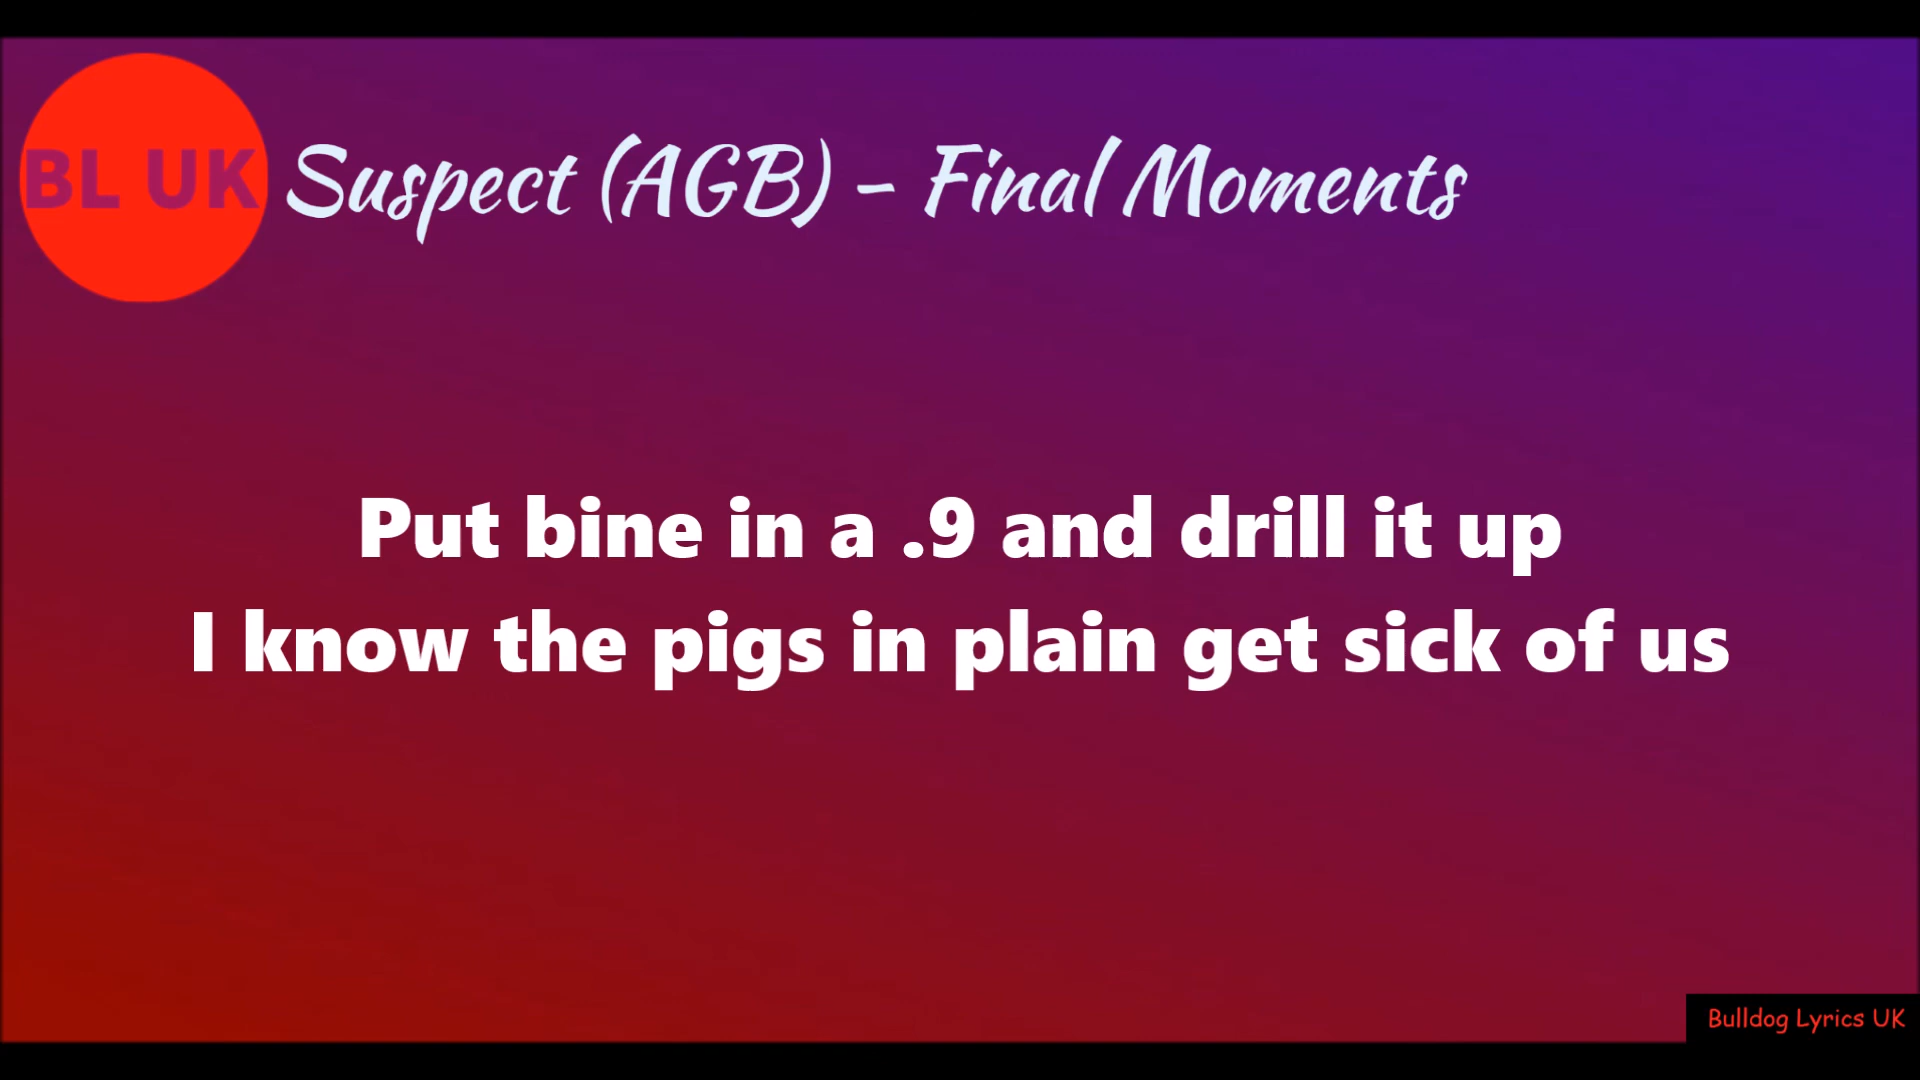 BL UK
Suspect (AGB) - Final Moments
Put bine in a .9 and drill it up
I know the pigs in plain get sick of us
Bulldog Lyrics UK